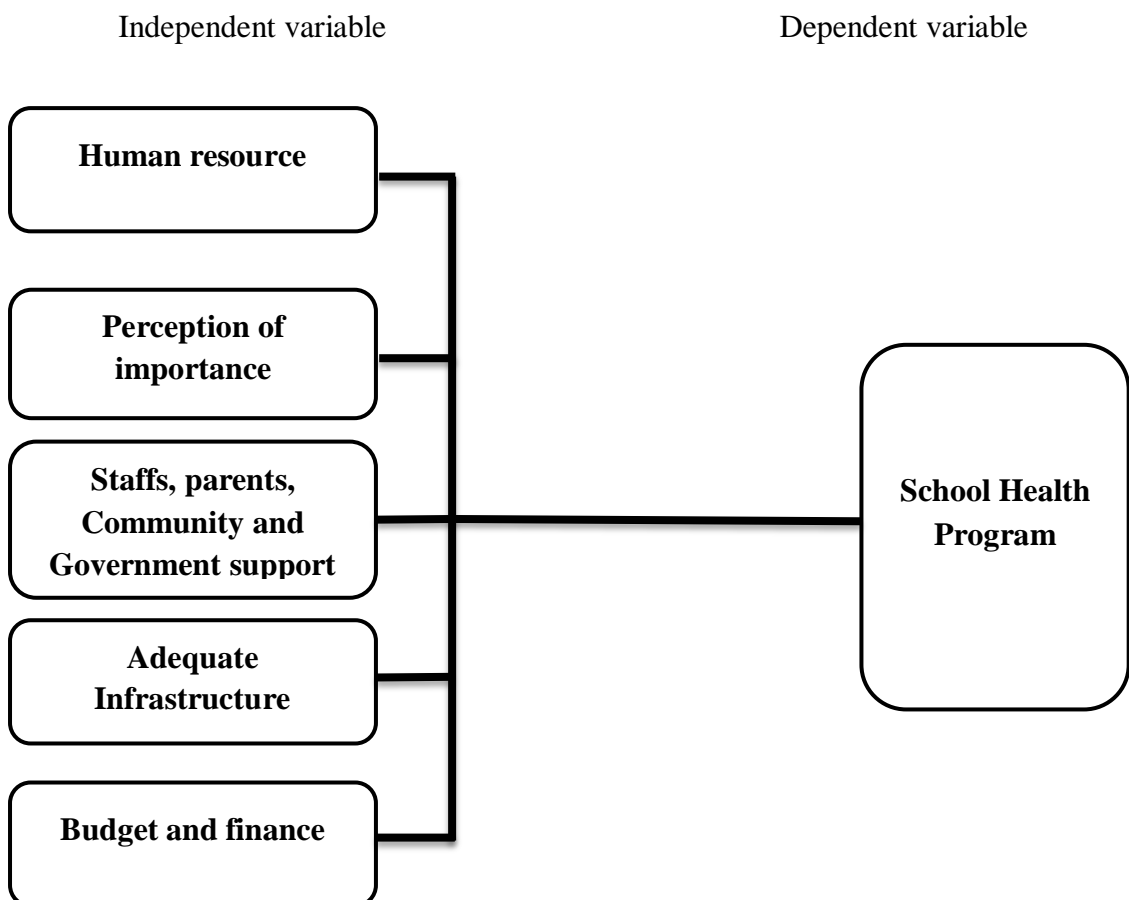 Independent variable
Dependent variable
Human resource
Perception of
importance
Staffs, parents,
Community and
Government support
Adequate
Infrastructure
Budget and finance
School Health
Program